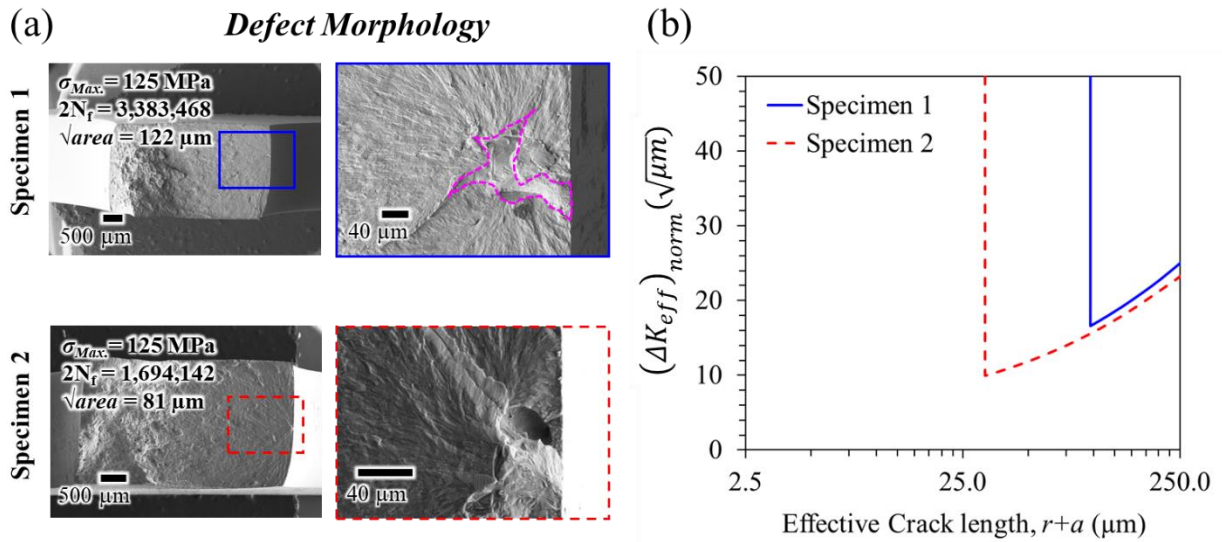 (a)
Defect Morphology
Specimen 1
σMax.= 125 MPa
2Nf = 3,383,468
√area = 122 µm
500 µm
40 µm
Specimen 2
σMax.= 125 MPa
2Nf = 1,694,142
√area = 81 µm
500 µm
40 µm
(b)
(ΔKeff)norm(√μm)
50
40
30
20
10
0
Specimen 1
Specimen 2
2.5
25.0
250.0
Effective Crack length, r+a (µm)